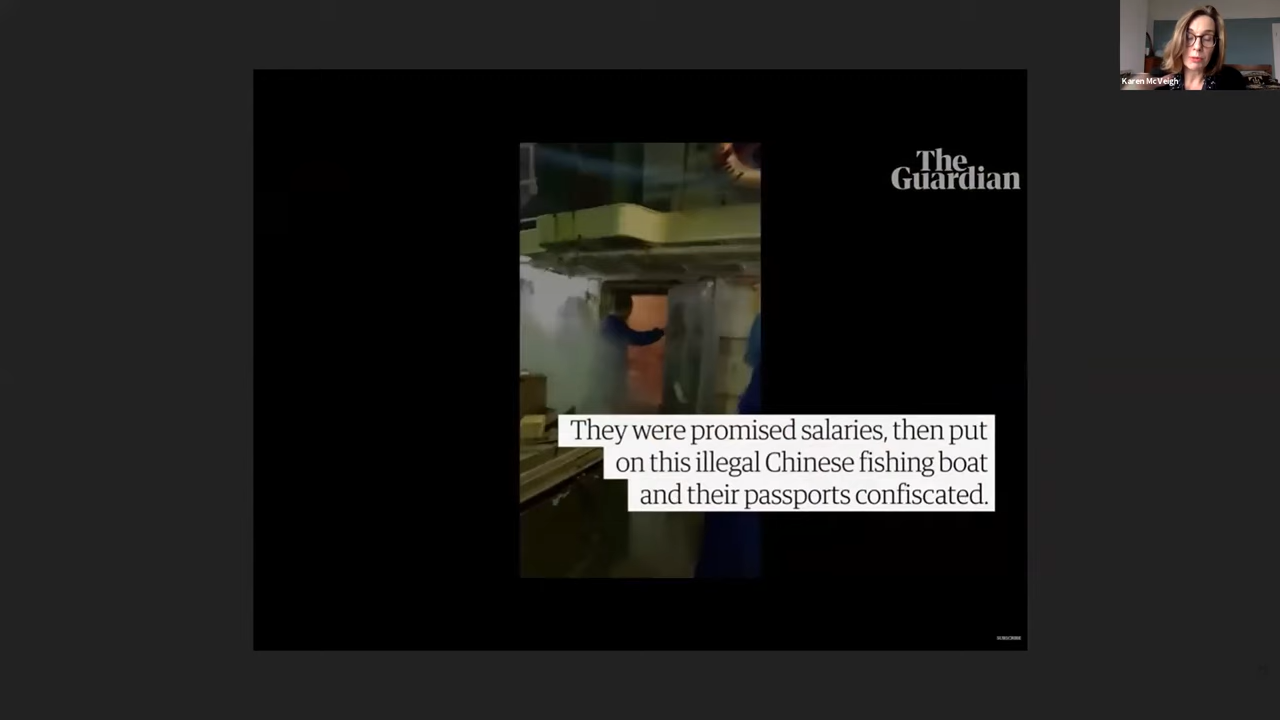 Karen McVeigh
The
Guardian
They were promised salaries, then put
on this illegal Chinese fishing boat
and their passports confiscated.
SUBSCRIBE